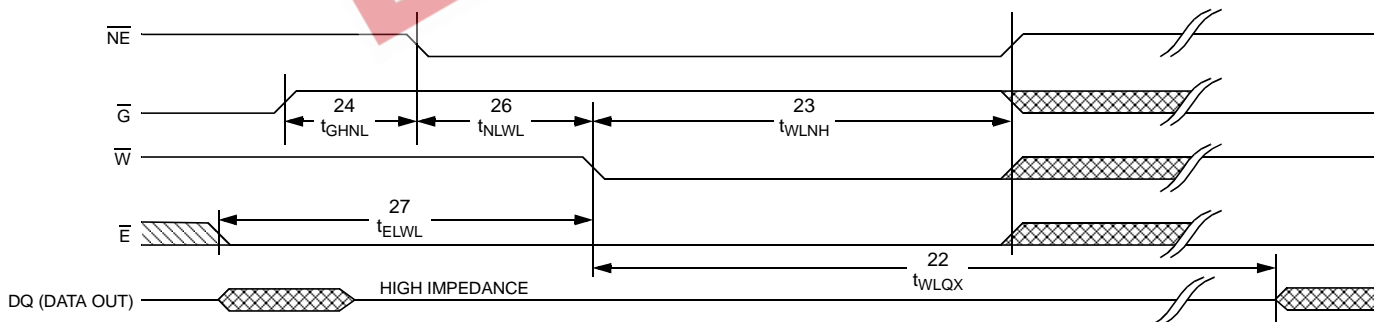 NE
G
24
tGHNL
26
tNLWL
23
tWLNH
W
27
tELWL
E
22
tWLQX
DQ (DATA OUT)
HIGH IMPEDANCE